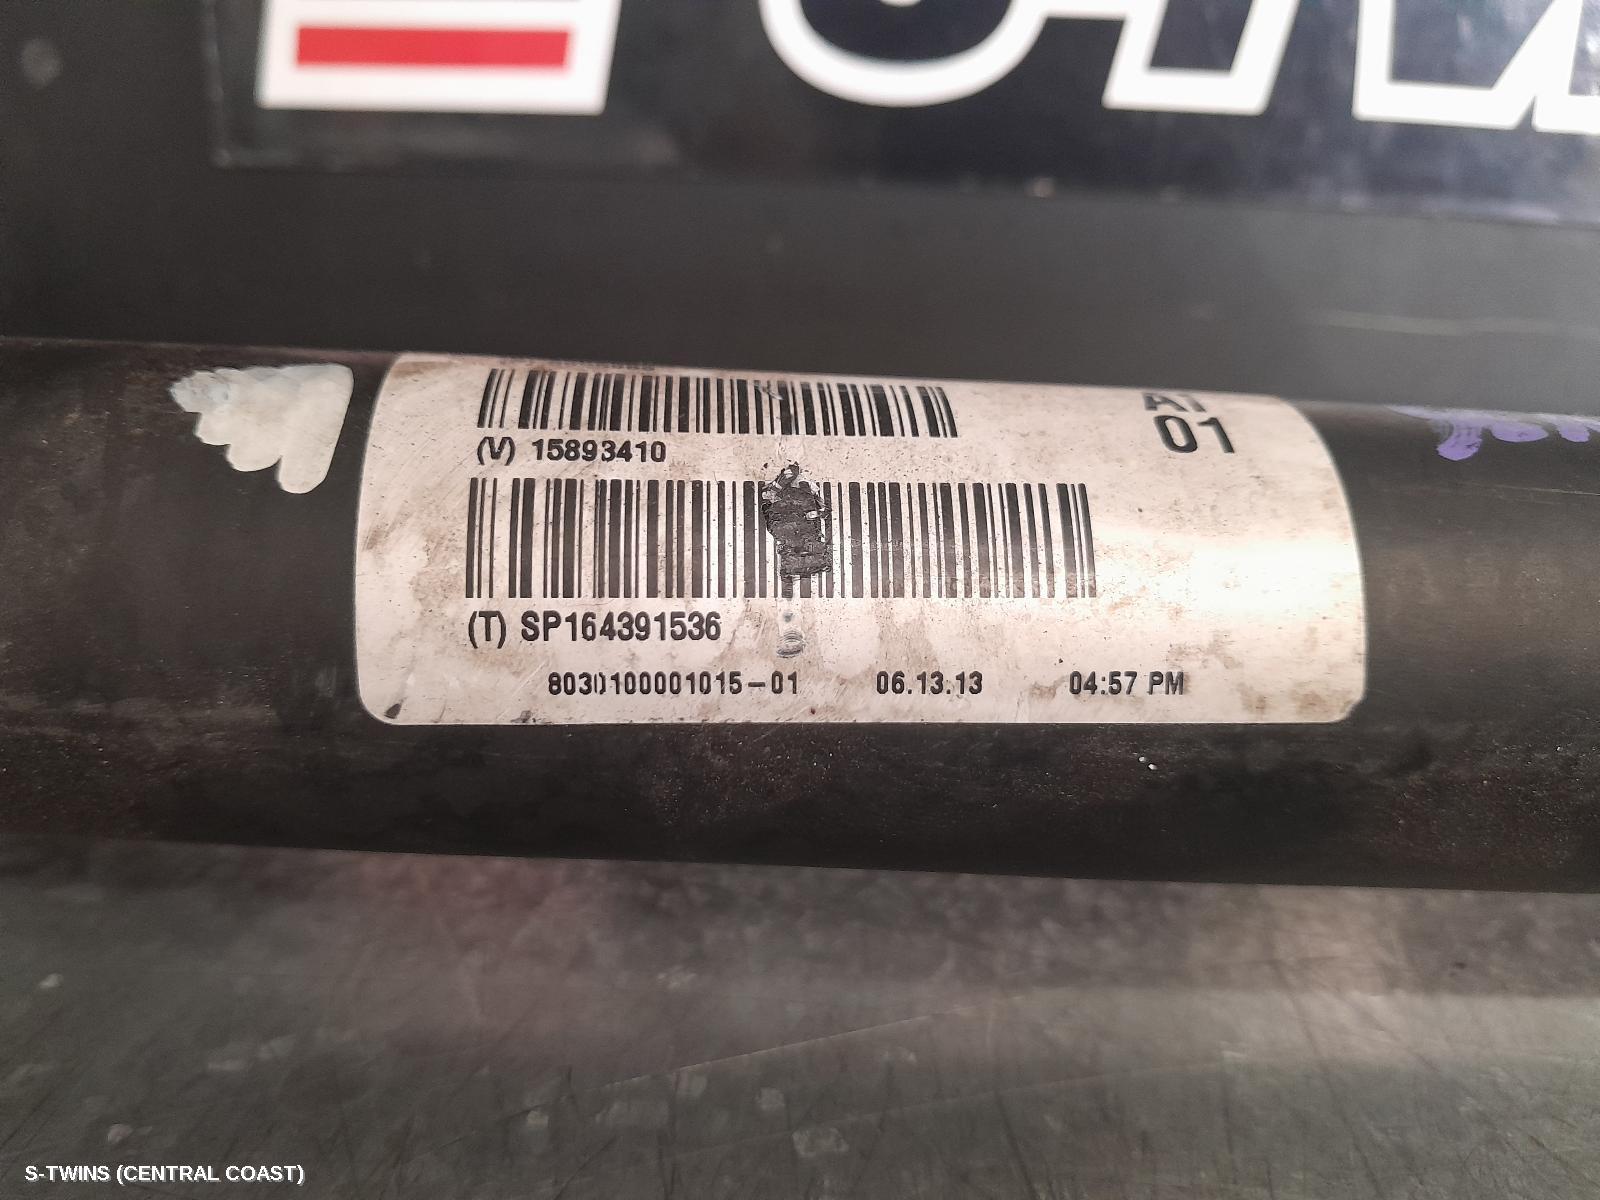 01
(V) 15893410
(T) SP164391536
8030100001015-01 06.13.13 04:57 PM
S-TWINS (CENTRAL COAST)